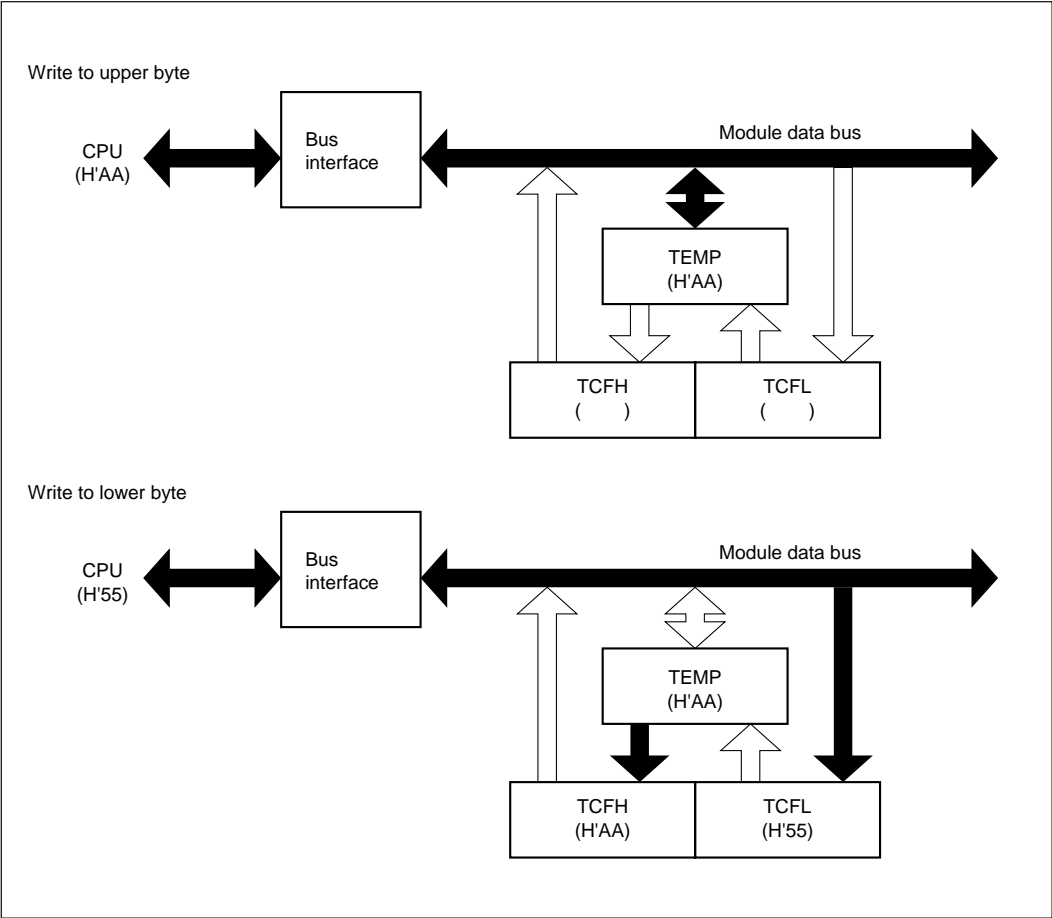 Write to upper byte
CPU
(H'AA)
Bus
interface
Module data bus
TEMP
(H'AA)
TCFH
(      )
TCFL
(      )
Write to lower byte
CPU
(H'55)
Bus
interface
Module data bus
TEMP
(H'AA)
TCFH
(H'AA)
TCFL
(H'55)